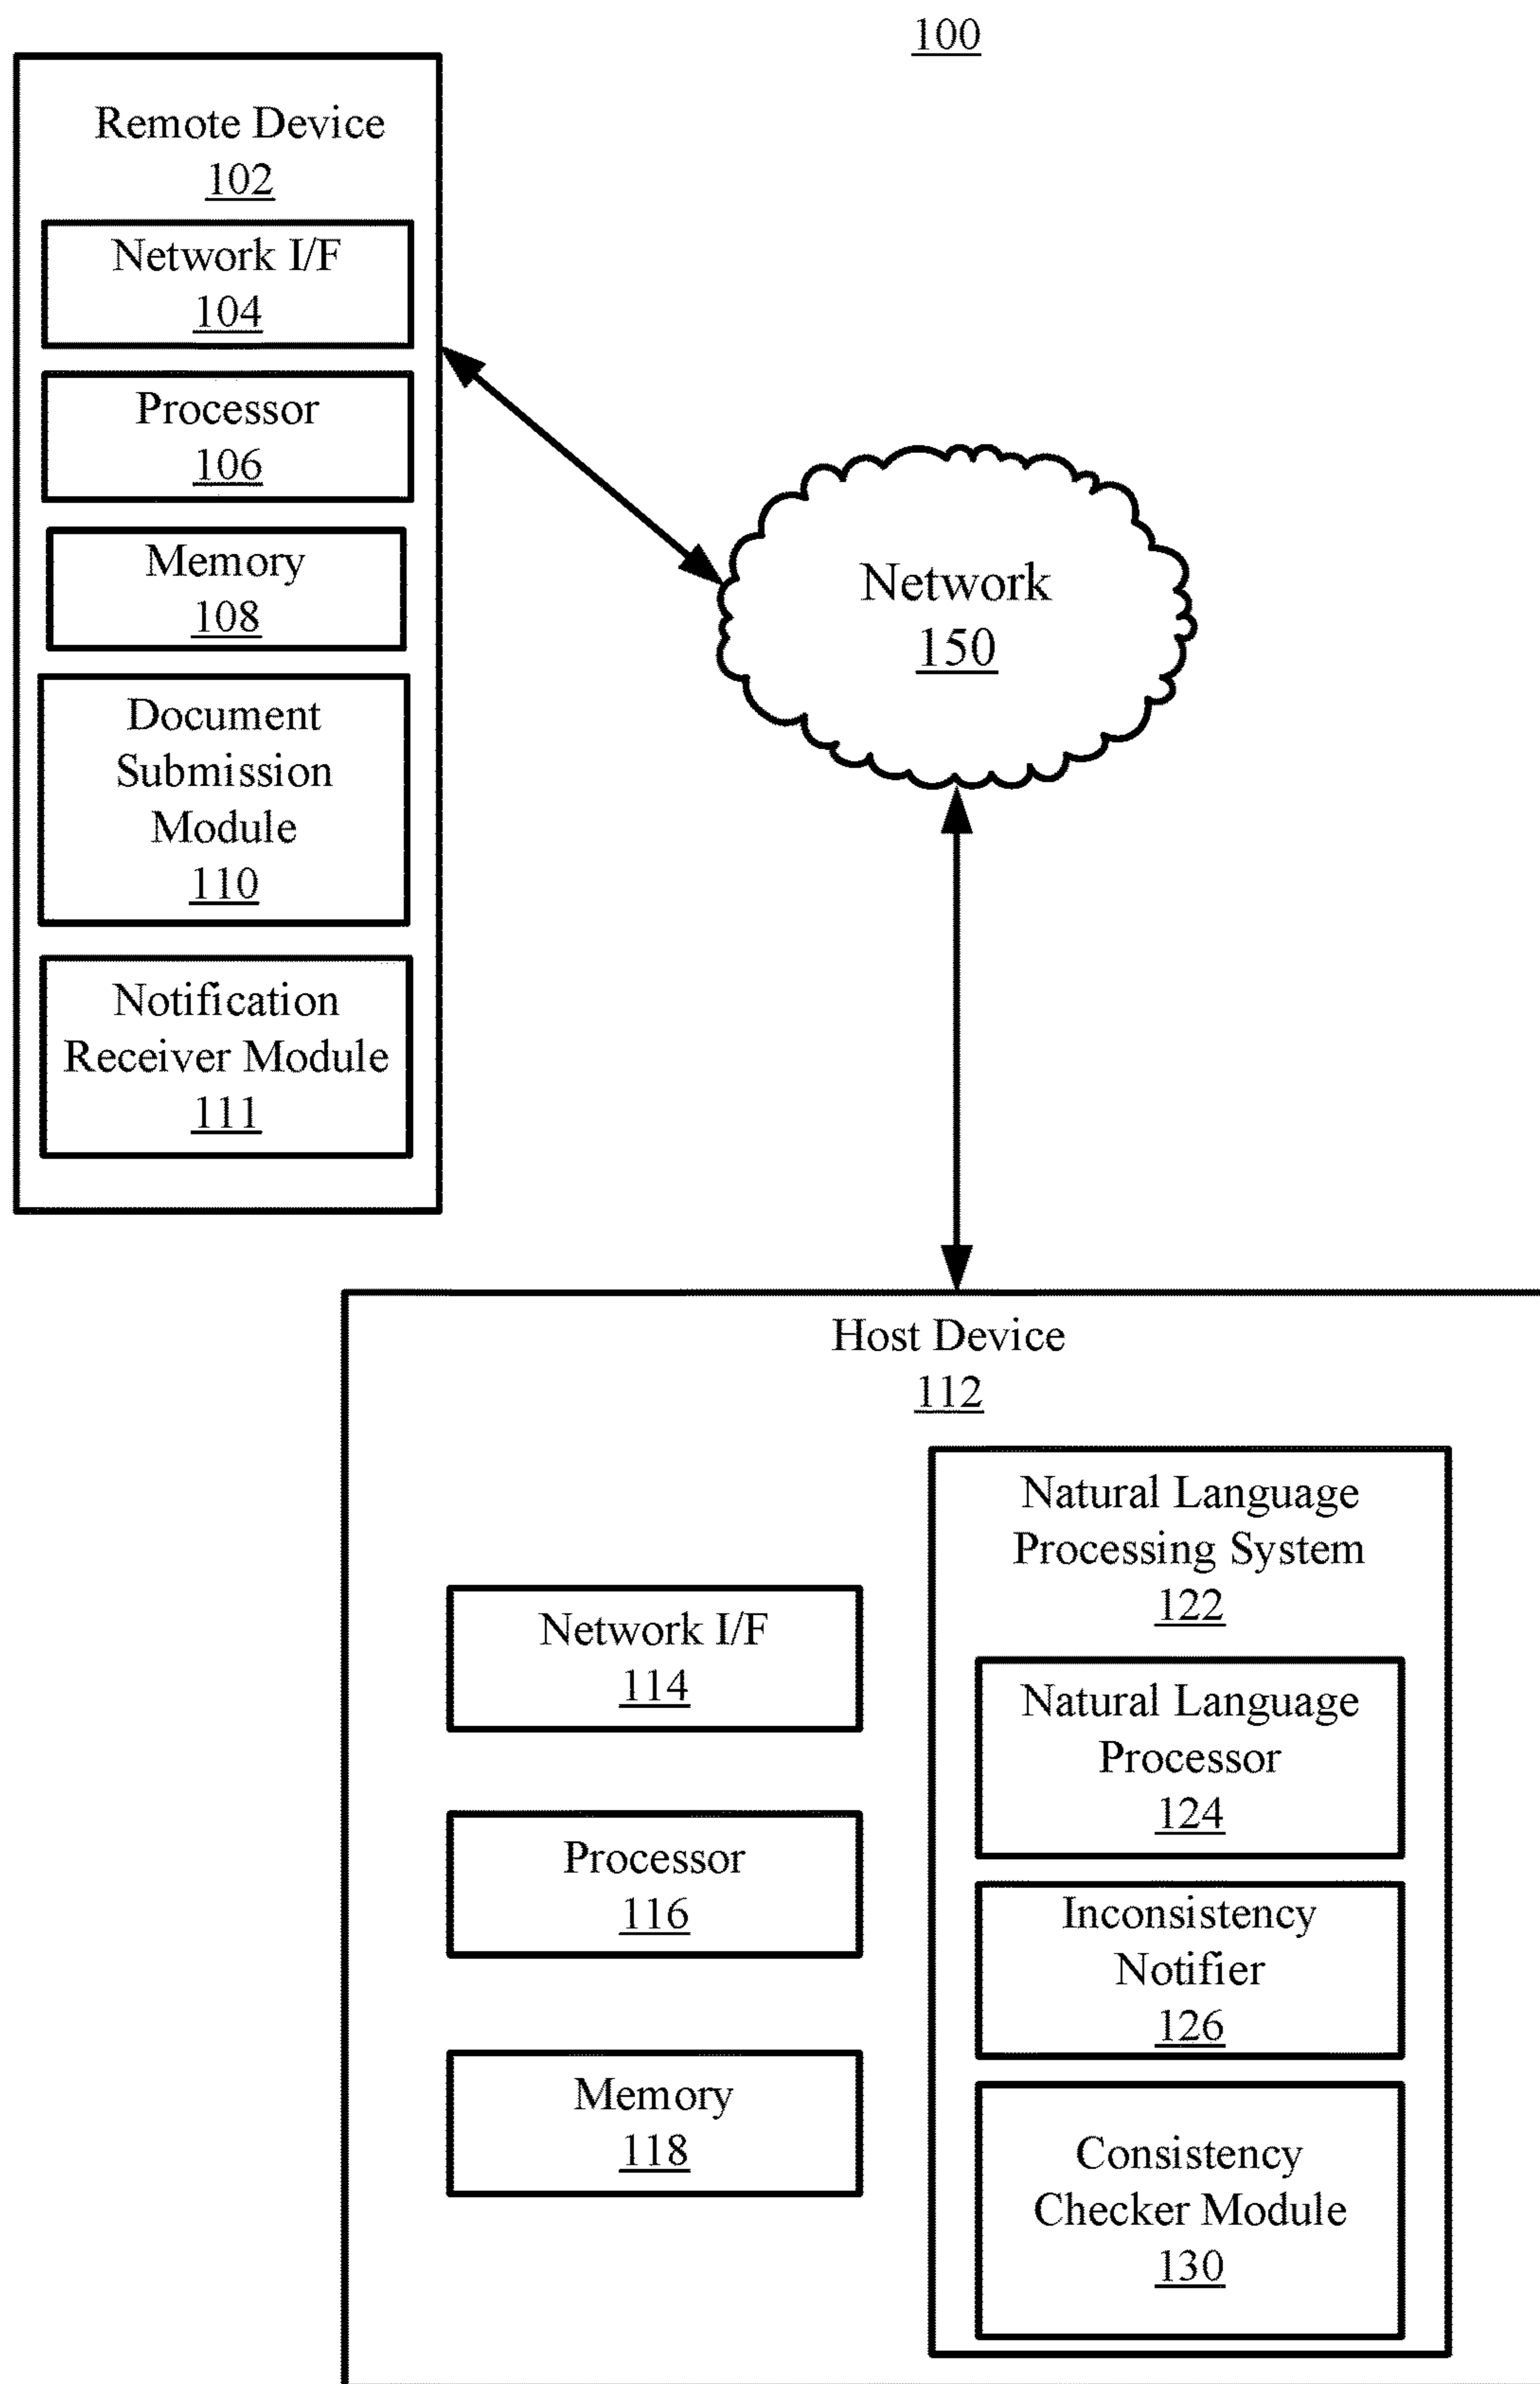 100
Remote Device
102
Network I/F
104
Processor
106
Memory
108
Document
Submission
Module
110
Notification
Receiver Module
111
Network
150
Host Device
112
Network I/F
114
Processor
116
Memory
118
Natural Language
Processing System
122
Natural Language
Processor
124
Inconsistency
Notifier
126
Consistency
Checker Module
130